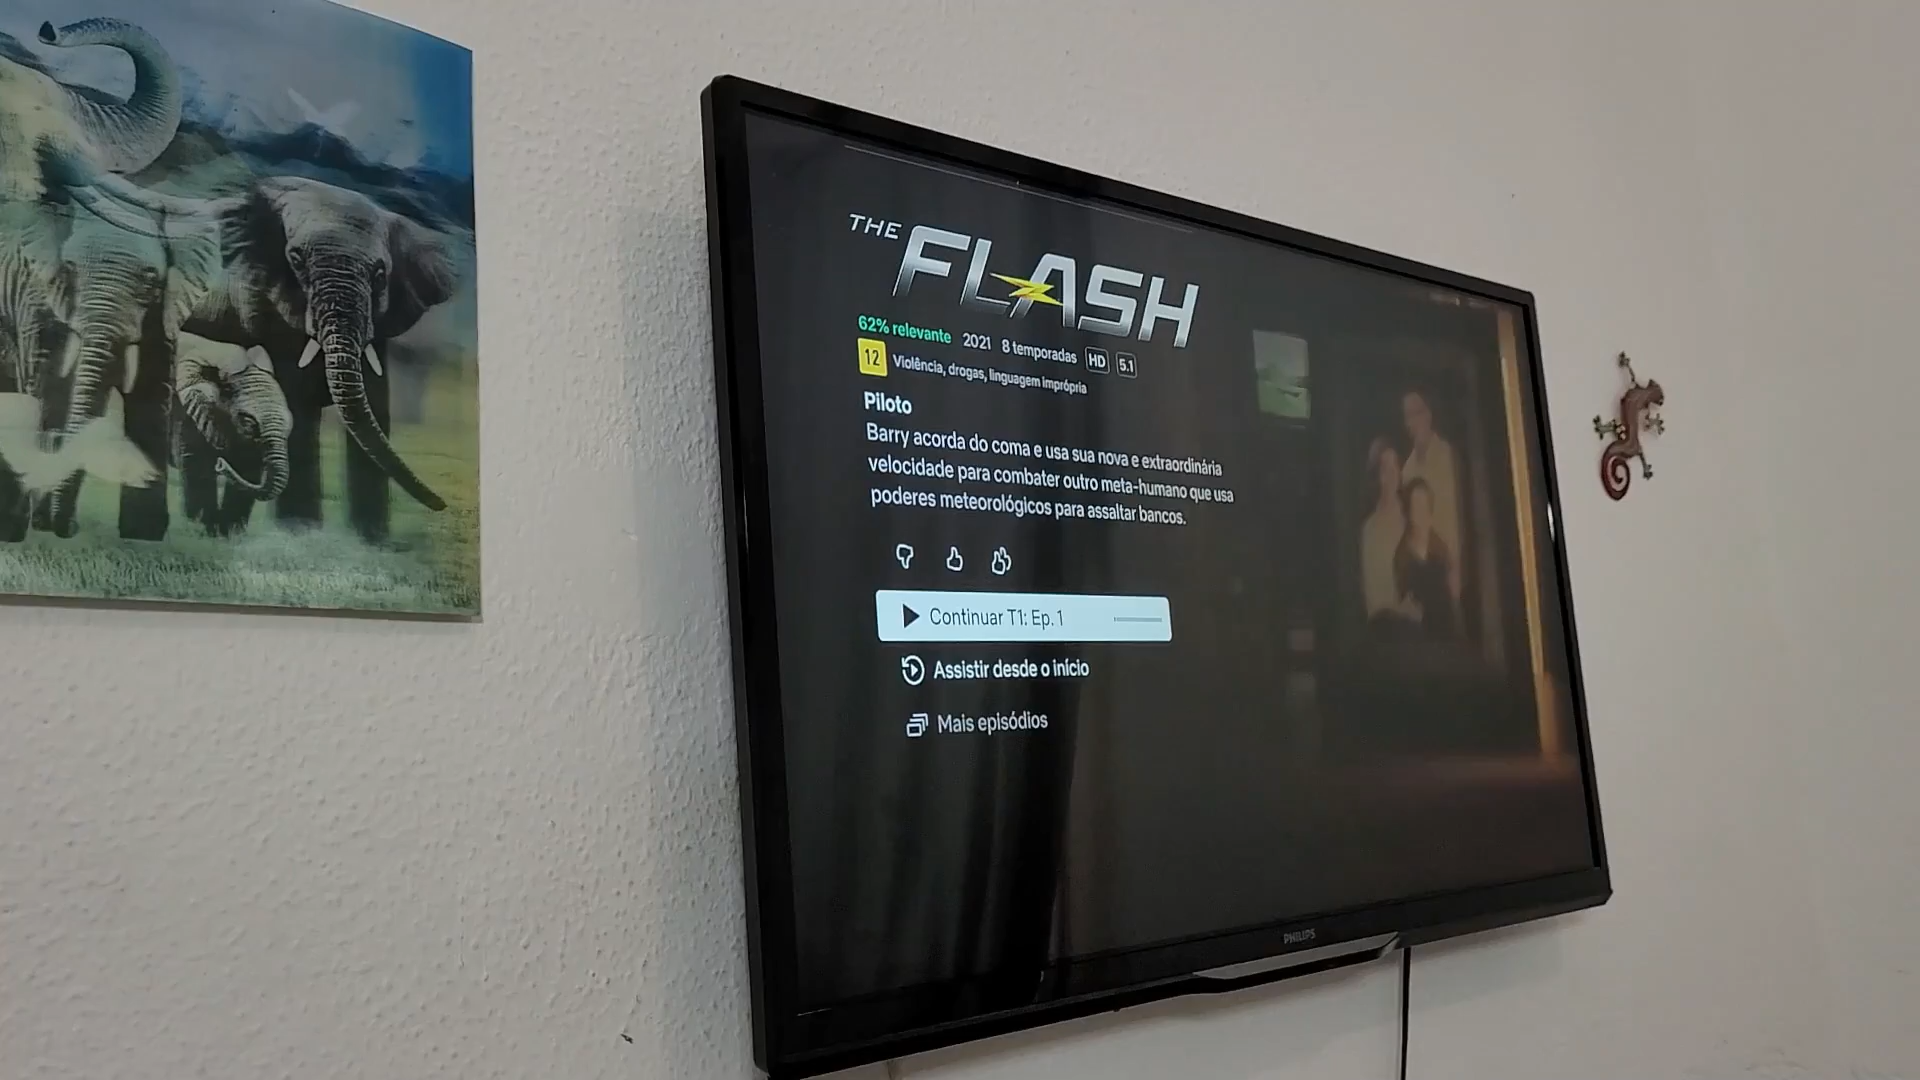 THE FLASH
62% relevante 2021 8 temporadas HD 5.1
12 Violência, drogas, linguagem imprópria
Piloto
Barry acorda do coma e usa sua nova e extraordinária
velocidade para combater outro meta-humano que usa
poderes meteorológicos para assaltar bancos.
Continuar T1: Ep. 1
Assistir desde o início
Mais episódios
PHILIPS